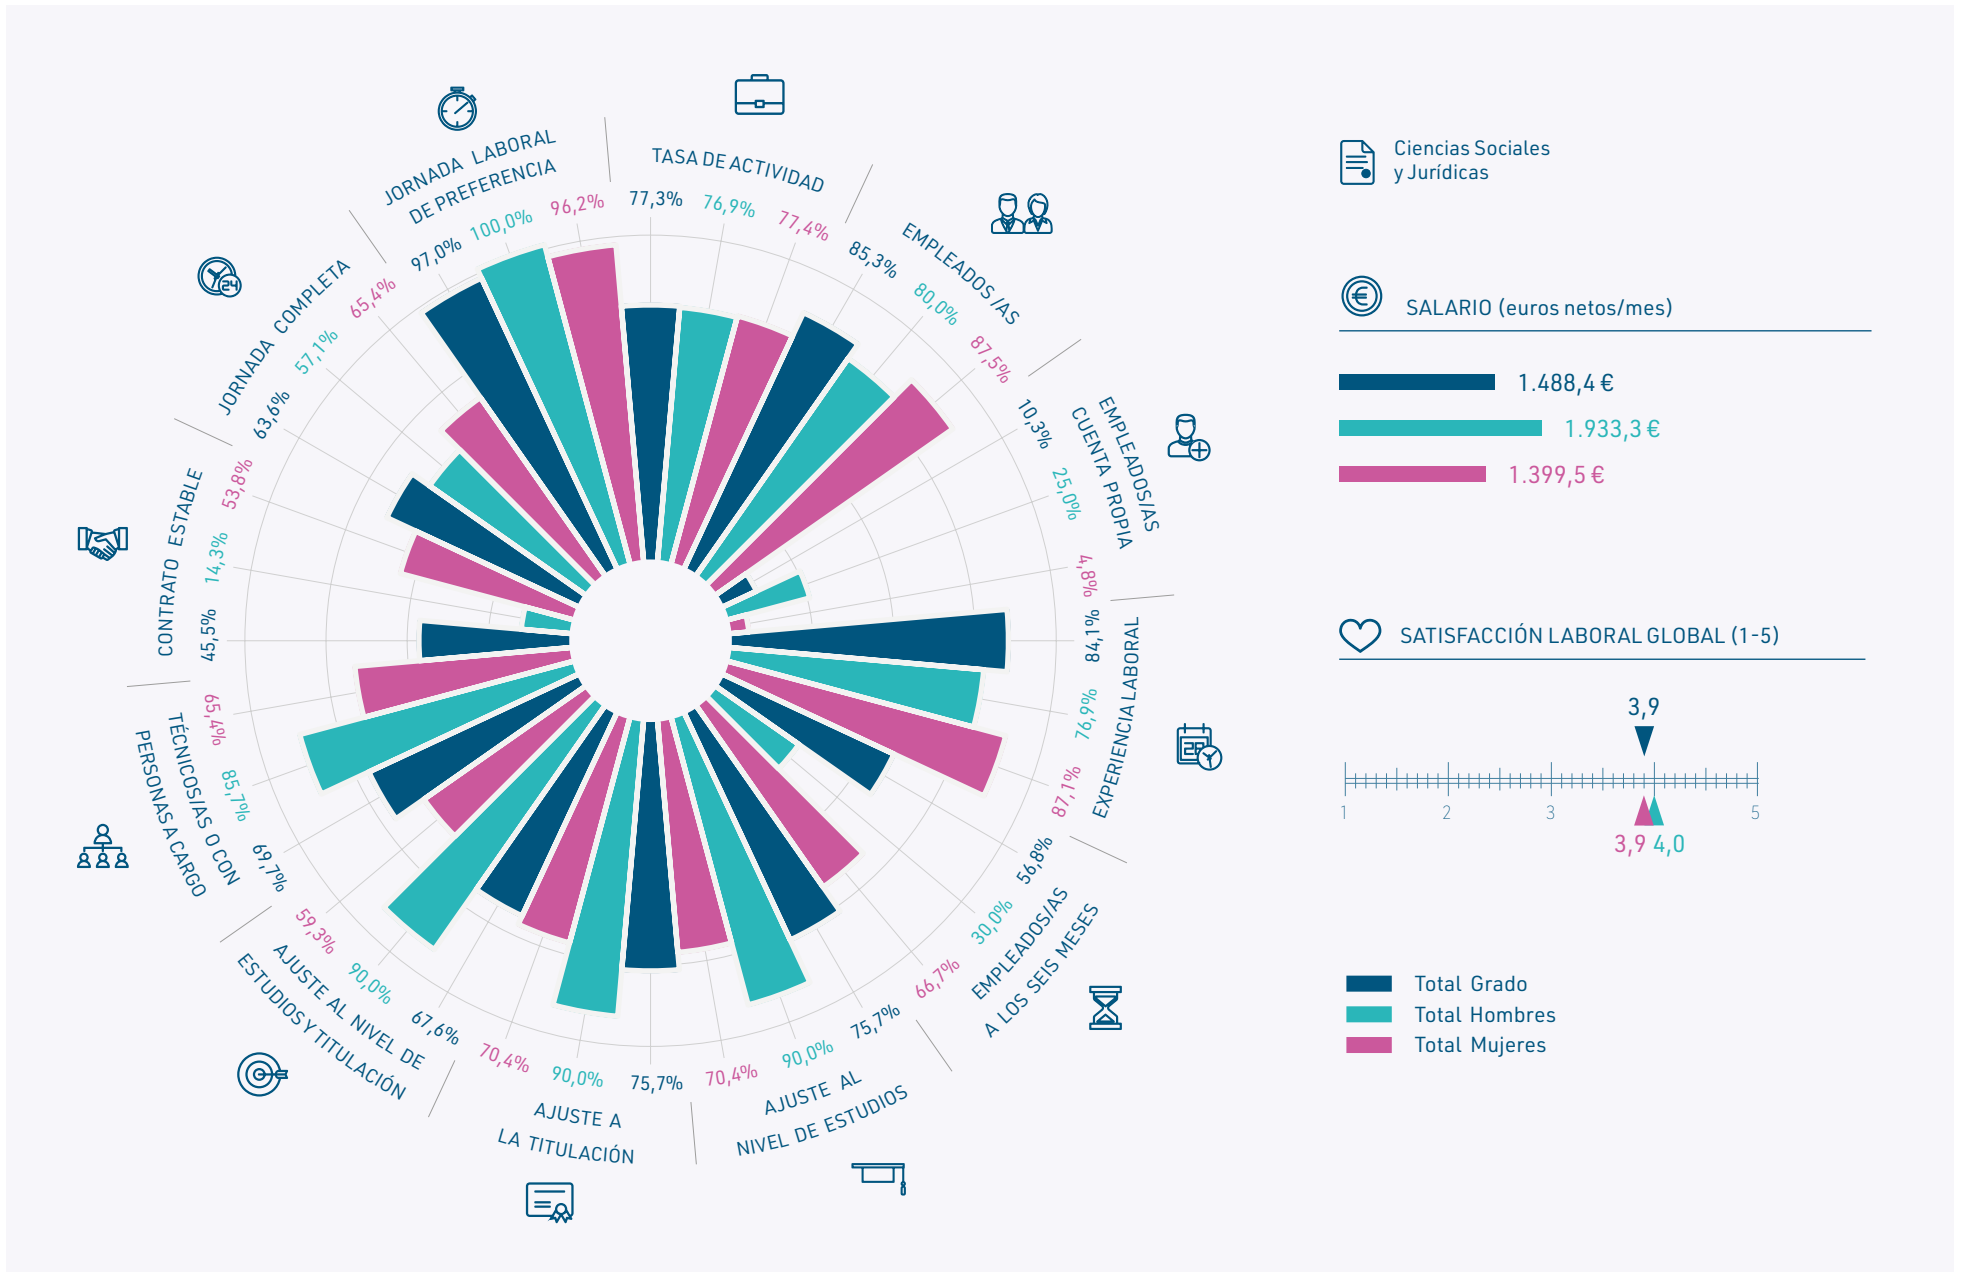 JORNADA LABORAL
DE PREFERENCIA
97,0%
100,0%
96,2%
TASA DE ACTIVIDAD
77,3%
76,9%
77,4%
EMPLEADOS /AS
85,3%
80,0%
87,5%
EMPLEADOS/AS
CUENTA PROPIA
10,3%
25,0%
4,8%
EXPERIENCIA LABORAL
84,1%
76,9%
87,1%
EMPLEADOS/AS
A LOS SEIS MESES
56,8%
30,0%
66,7%
AJUSTE AL
NIVEL DE ESTUDIOS
75,7%
90,0%
70,4%
AJUSTE A
LA TITULACIÓN
75,7%
90,0%
70,4%
AJUSTE AL NIVEL DE
ESTUDIOS Y TITULACIÓN
67,6%
90,0%
59,3%
TÉCNICOS/AS O CON
PERSONAS A CARGO
69,7%
85,7%
65,4%
CONTRATO ESTABLE
45,5%
14,3%
53,8%
JORNADA COMPLETA
63,6%
57,1%
65,4%
24
28
Ciencias Sociales
y Jurídicas
€
SALARIO (euros netos/mes)
1.488,4 €
1.933,3 €
1.399,5 €
SATISFACCIÓN LABORAL GLOBAL (1-5)
3,9
1 2 3 5
3,9 4,0
Total Grado
Total Hombres
Total Mujeres